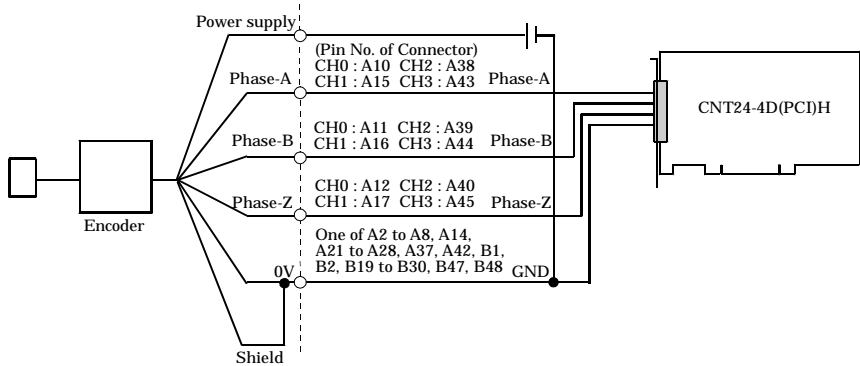 Power supply
(Pin No. of Connector)
CH0 : A10 CH2 : A38
CH1 : A15 CH3 : A43
Phase-A
Phase-A
CNT24-4D(PCI)H
CH0 : A11 CH2 : A39
CH1 : A16 CH3 : A44
Phase-B
Phase-B
CH0 : A12 CH2 : A40
CH1 : A17 CH3 : A45
Phase-Z
Phase-Z
Encoder
One of A2 to A8, A14,
A21 to A28, A37, A42, B1,
B2, B19 to B30, B47, B48
0V
GND
Shield